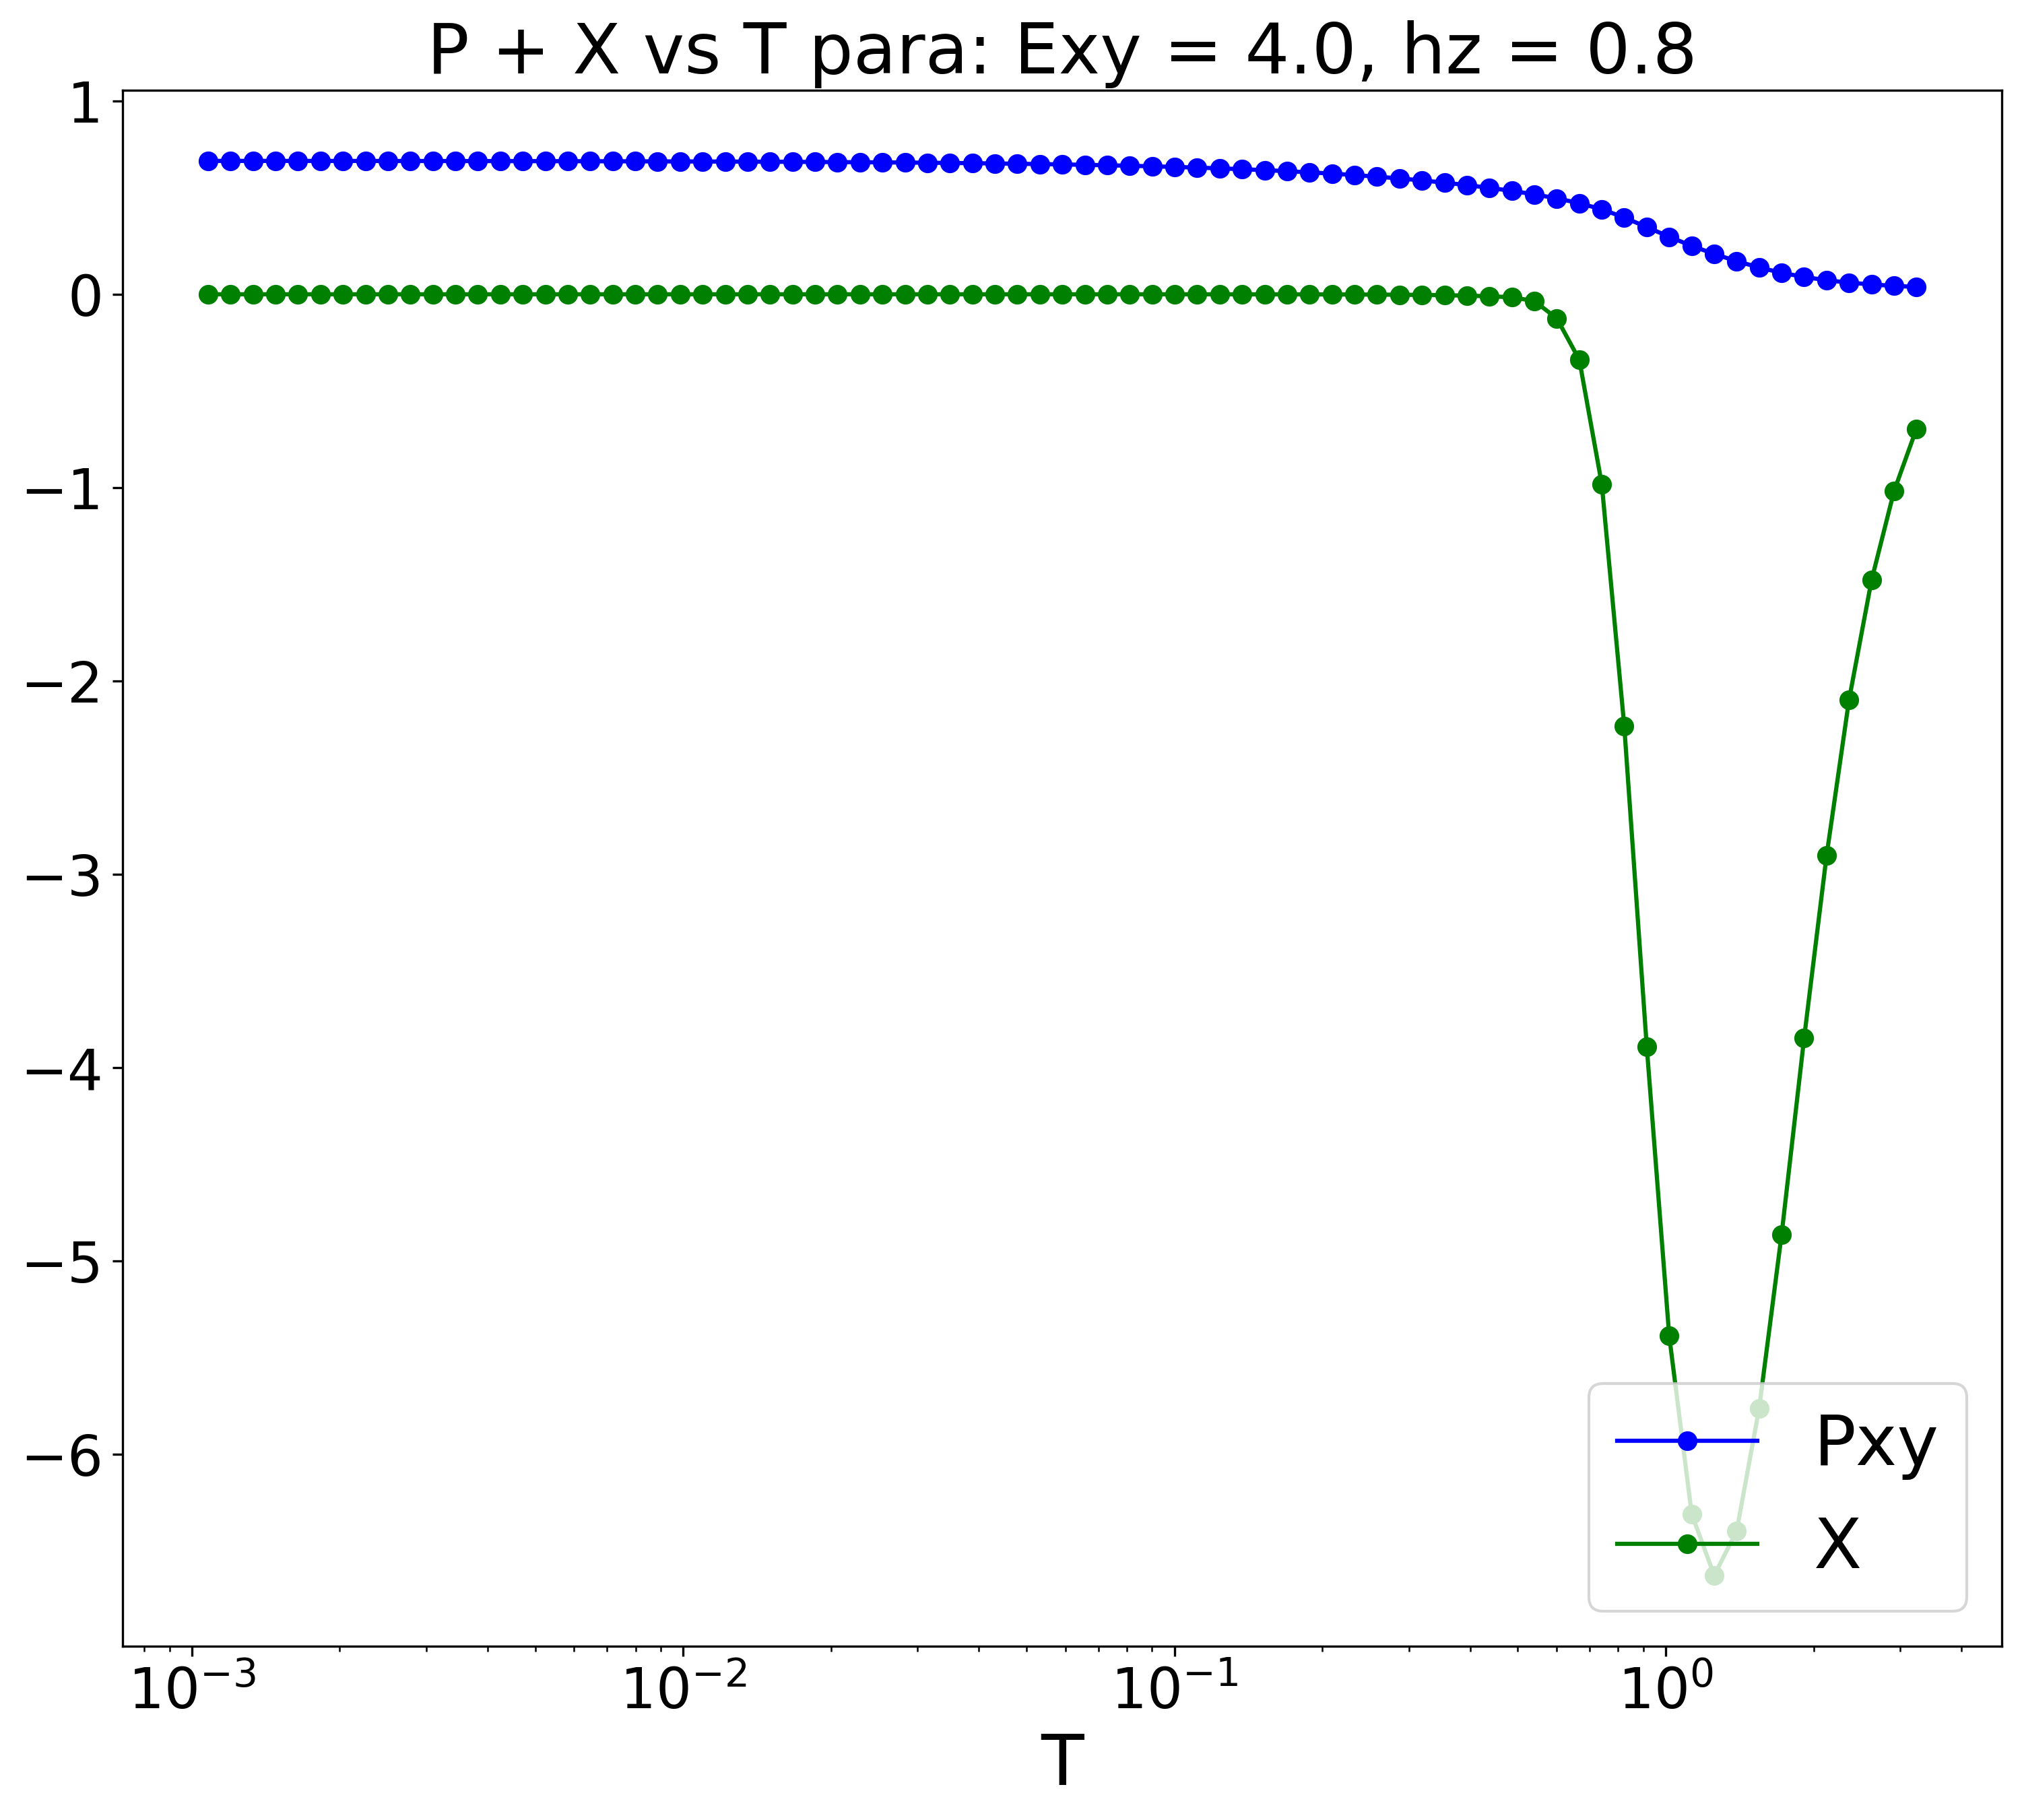 P + X vs T para: Exy = 4.0, hz = 0.8
1
0
−1
−2
−3
−4
−5
−6
Pxy
X
10⁻³ 10⁻² 10⁻¹ 10⁰
T